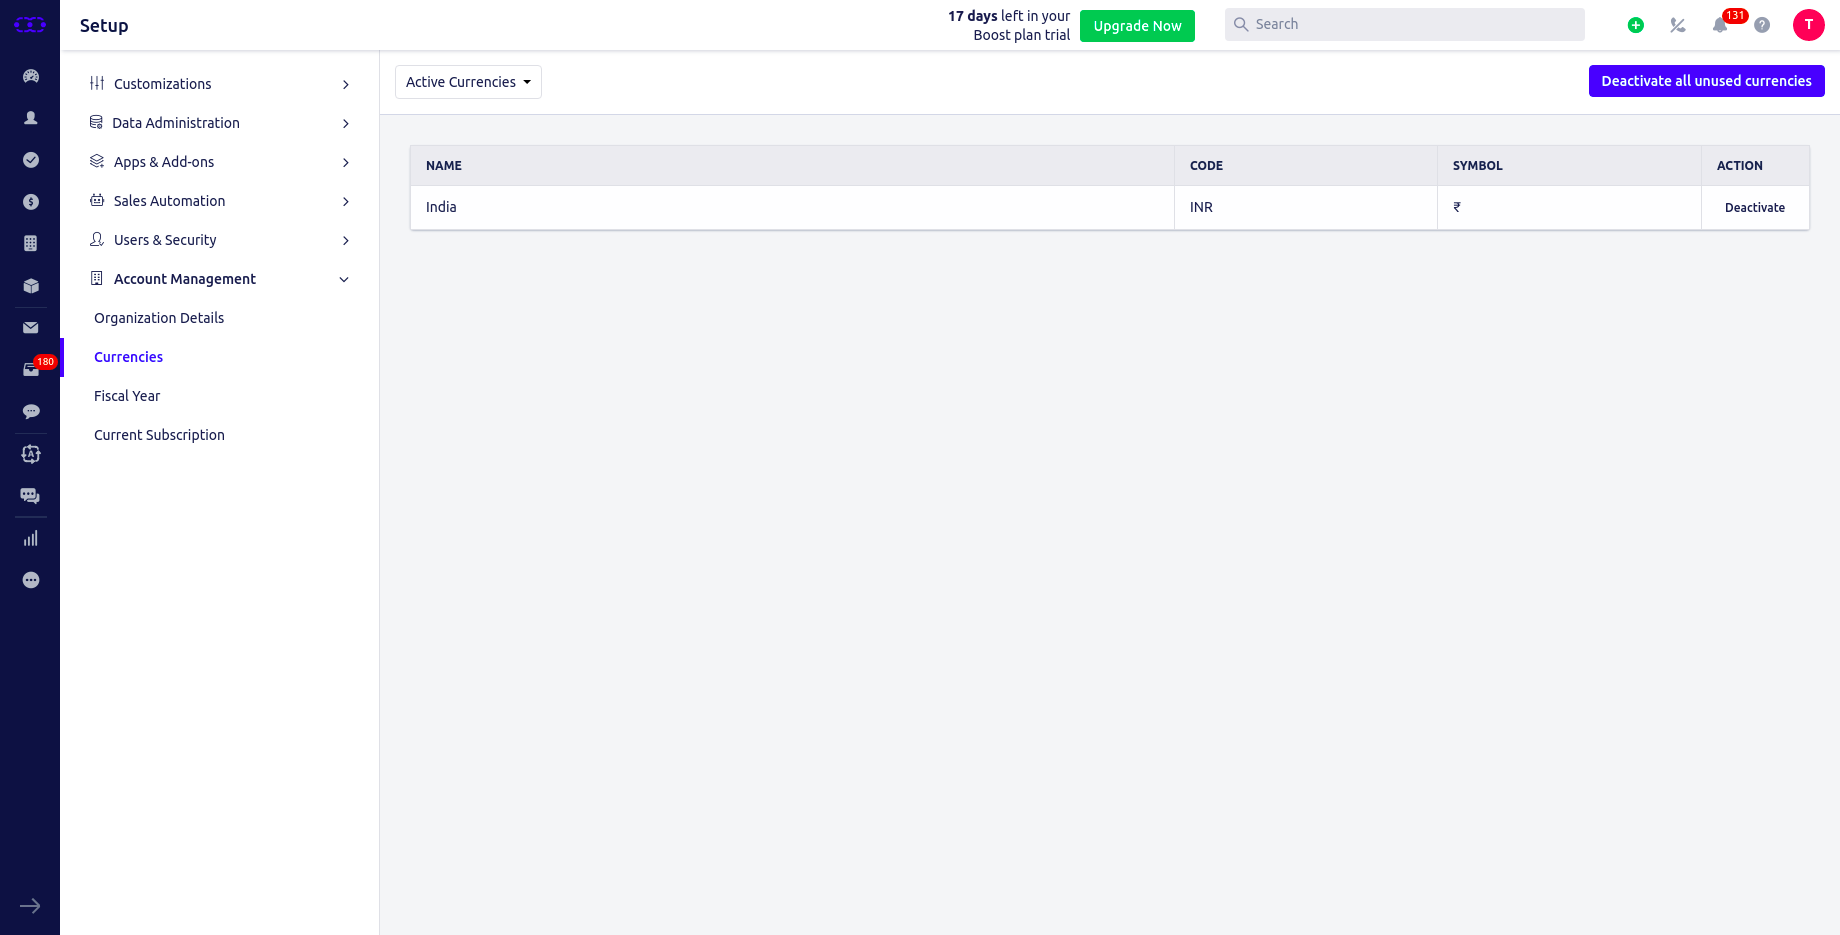 Setup
17 days left in your
Boost plan trial
Upgrade Now
Search
131
T
180
Customizations
Data Administration
Apps & Add-ons
Sales Automation
Users & Security
Account Management
Organization Details
Currencies
Fiscal Year
Current Subscription
Active Currencies
Deactivate all unused currencies
NAME CODE SYMBOL ACTION
India INR ₹ Deactivate